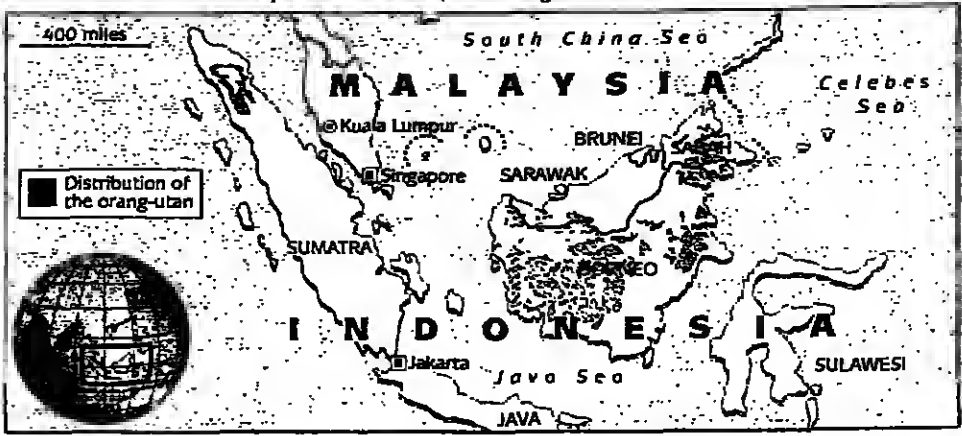 400 miles
South China Sea
MALAYSIA
Celebes
Sea
Kuala Lumpur
BRUNEI
SABAH
Singapore
SARAWAK
Distribution of
the orang-utan
SUMATRA
BORNEO
INDONESIA
Jakarta
Java Sea
SULAWESI
JAVA